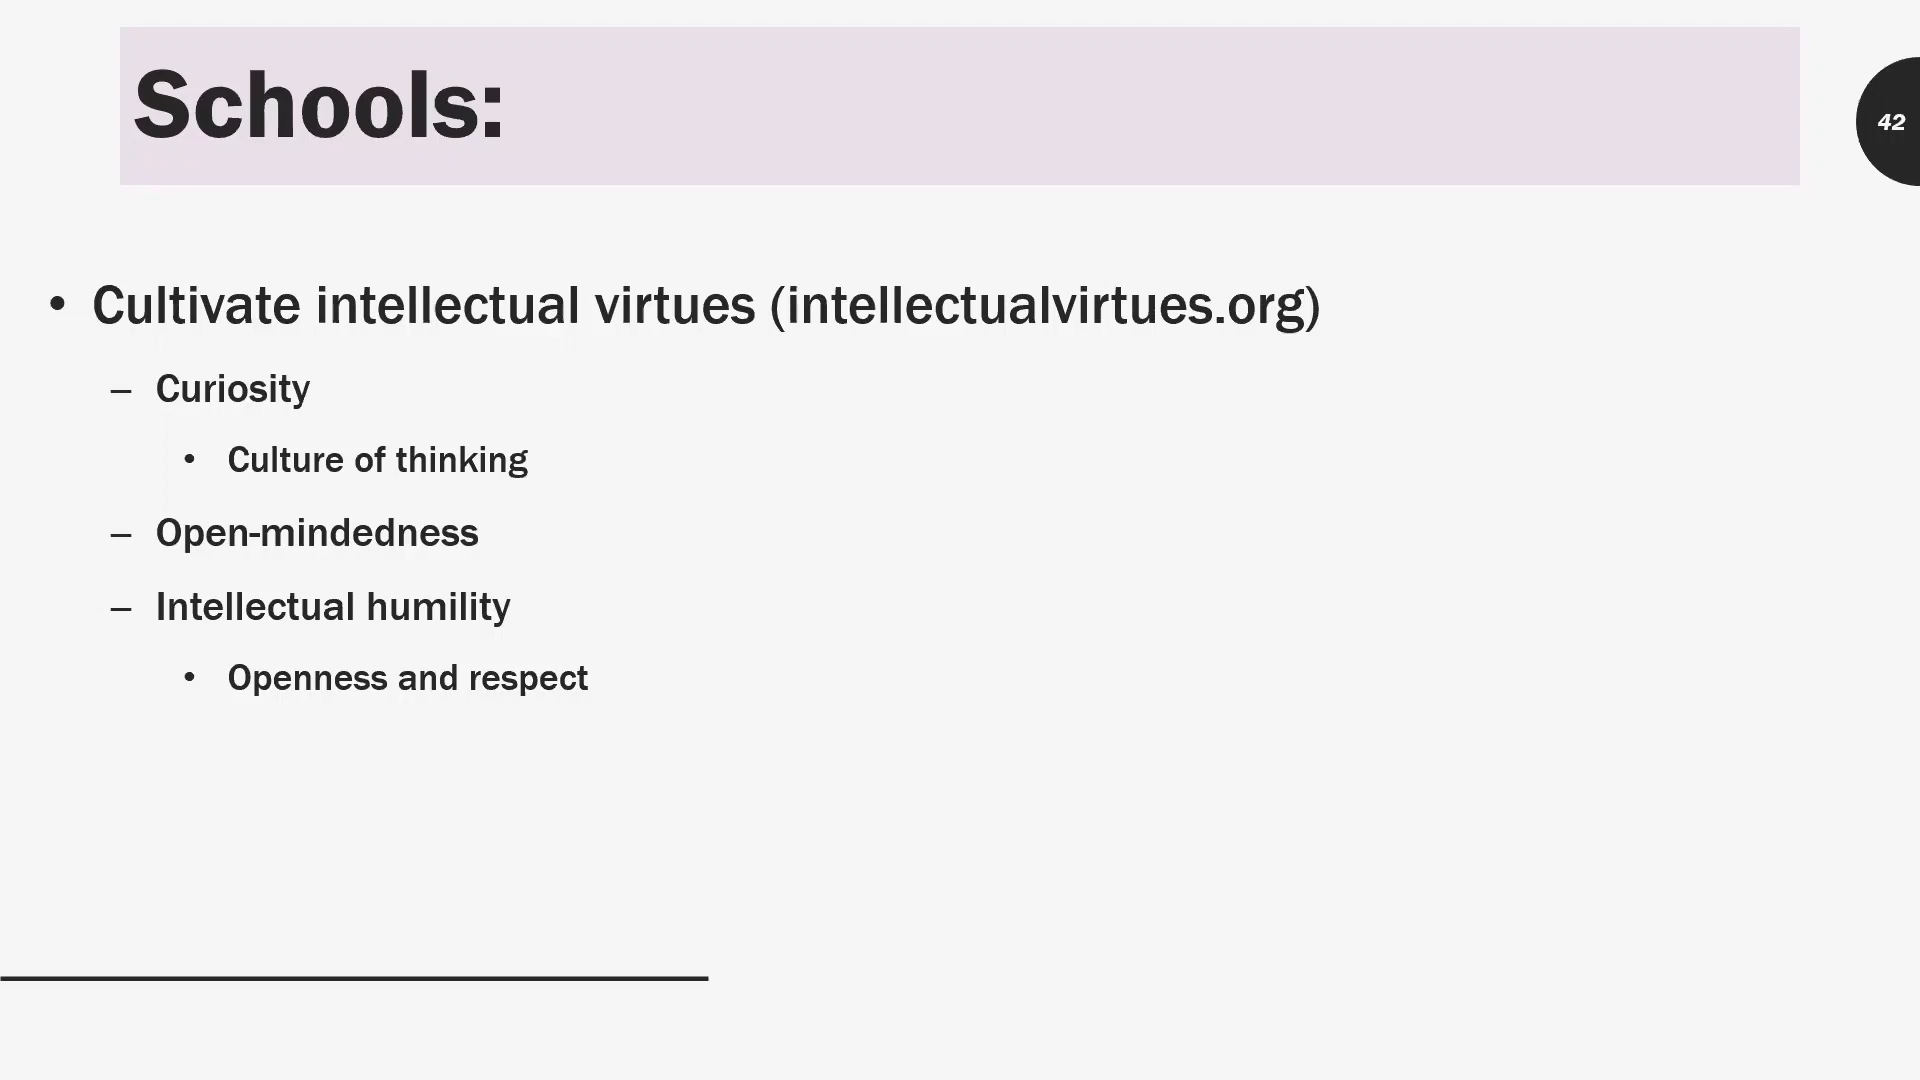 Schools:
42
• Cultivate intellectual virtues (intellectualvirtues.org)
– Curiosity
• Culture of thinking
– Open-mindedness
– Intellectual humility
• Openness and respect